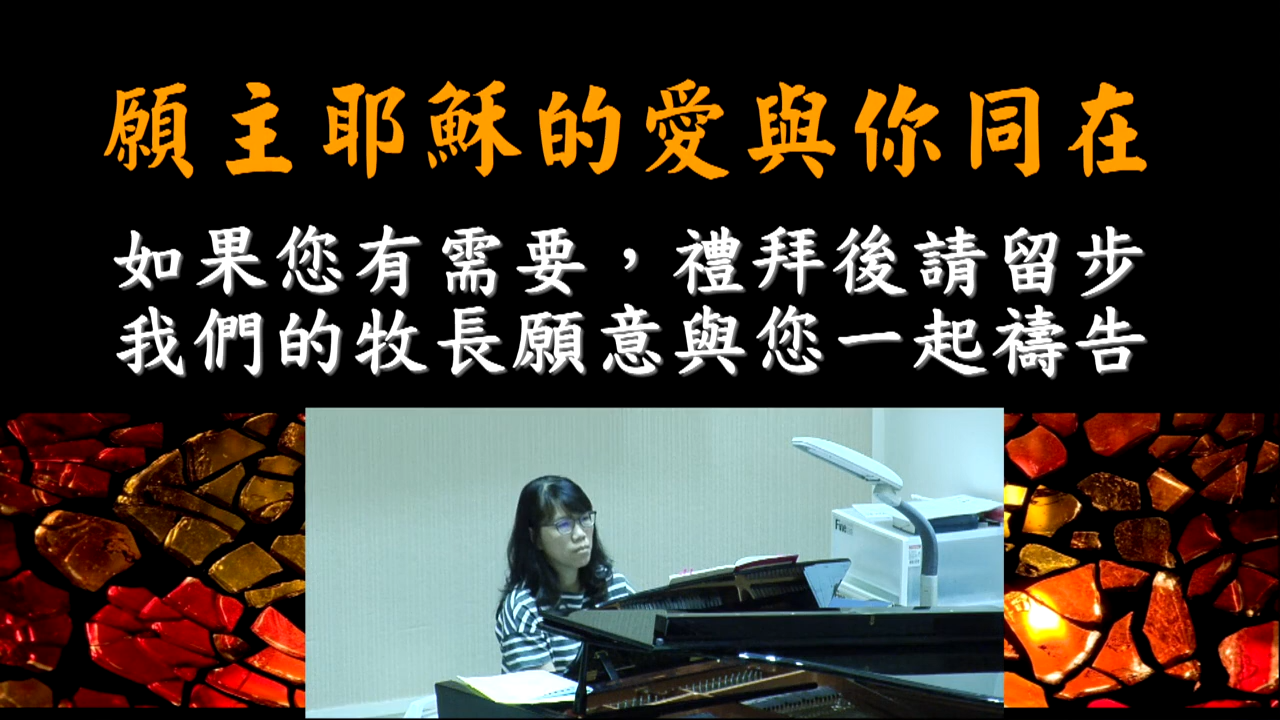 願主耶穌的愛與你同在
如果您有需要，禮拜後請留步
我們的牧長願意與您一起禱告